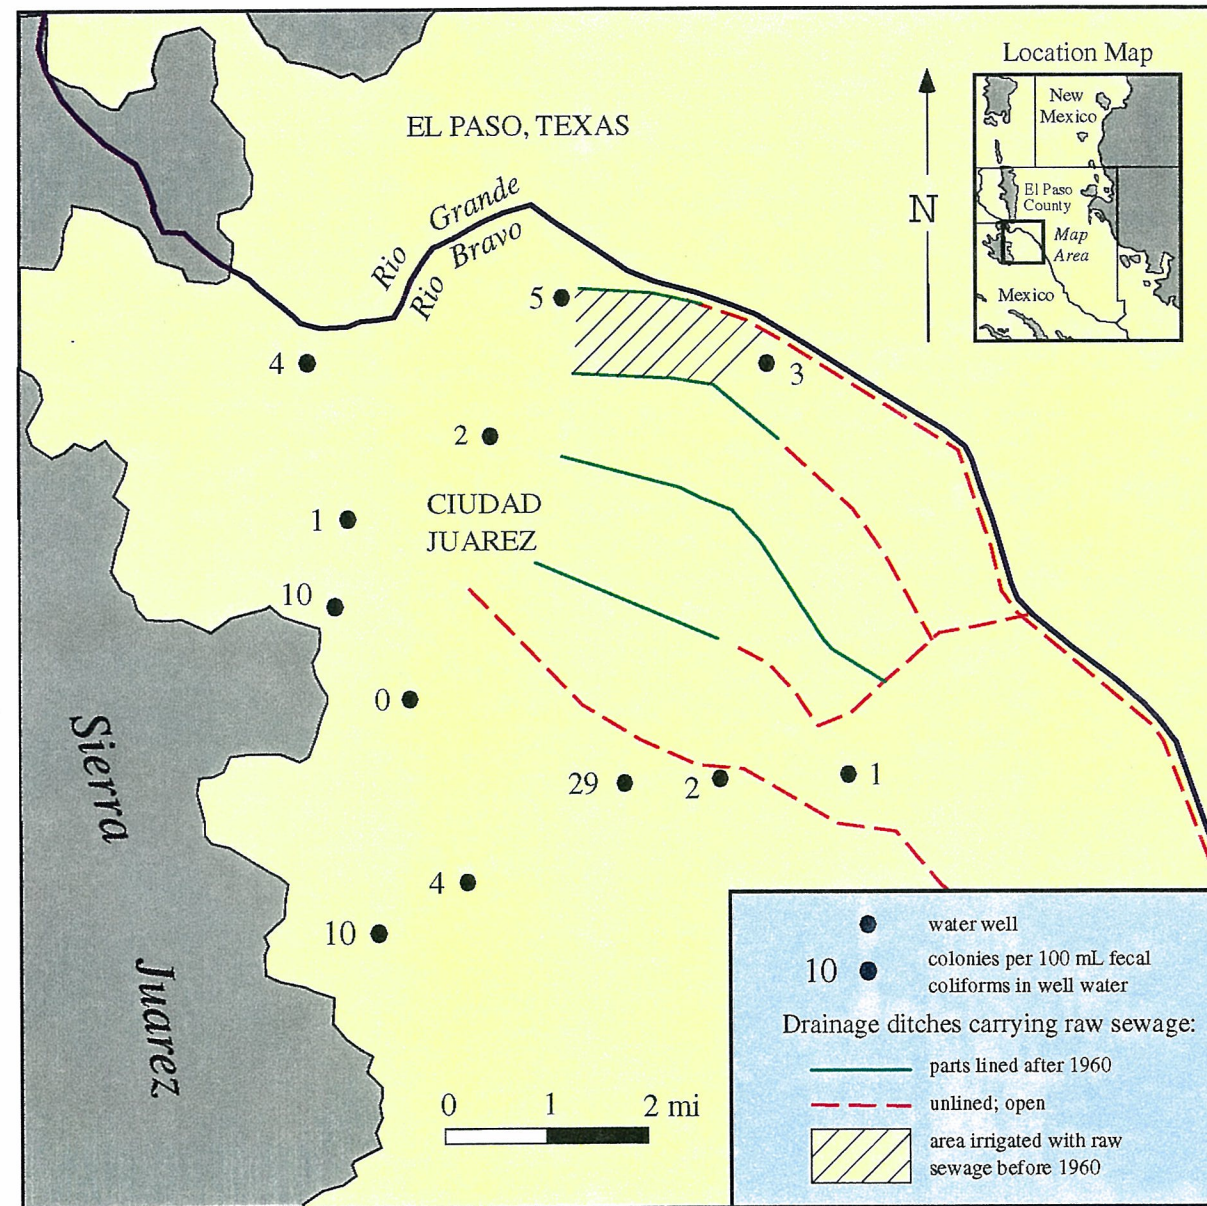 Location Map
New
Mexico
El Paso
County
Map
Area
Mexico
N
EL PASO, TEXAS
Rio Grande
Rio Bravo
5
4
3
2
CIUDAD
JUAREZ
1
10
0
29
2
1
4
10
Sierra
Juarez
0 1 2 mi
water well
10
colonies per 100 mL fecal
coliforms in well water
Drainage ditches carrying raw sewage:
parts lined after 1960
unlined; open
area irrigated with raw
sewage before 1960